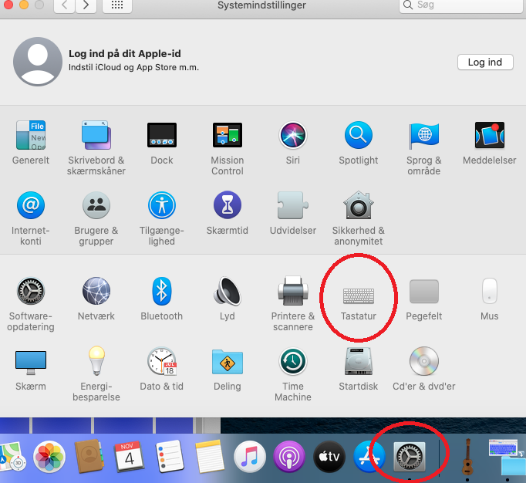 Systemindstillinger
Søg
Log ind på dit Apple-id
Indstil iCloud og App Store m.m.
Log ind
File
New
Generelt
Skrivebord &
skærmskåner
Dock
Mission
Control
Siri
Spotlight
Sprog &
område
Meddelelser
Internet-
konti
Brugere &
grupper
Tilgænge-
lighed
Skærmtid
Udvidelser
Sikkerhed &
anonymitet
Software-
opdatering
Netværk
Bluetooth
Lyd
Printere &
scannere
Tastatur
Pegefelt
Mus
Skærm
Energi-
besparelse
JUL
18
Dato & tid
Deling
Time
Machine
Startdisk
Cd'er & dvd'er
NOV
4
tv